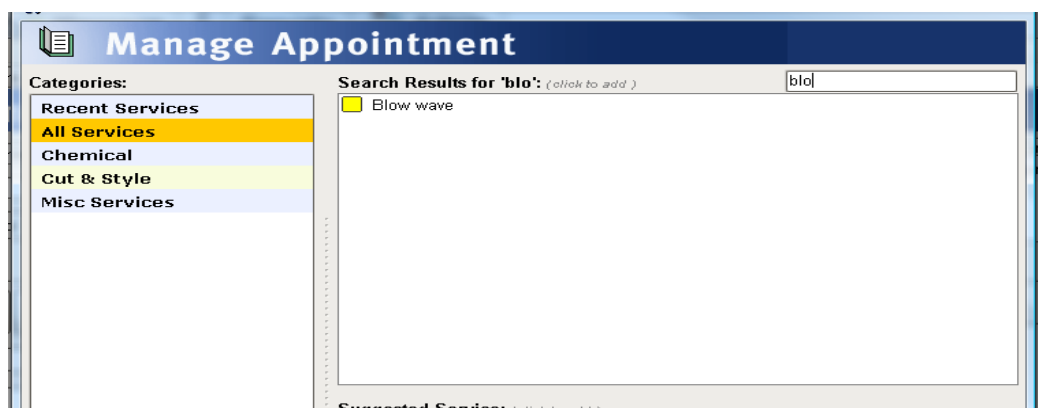 Manage Appointment
Categories:
Search Results for 'blo': (click to add)
blo
Recent Services
All Services
Chemical
Cut & Style
Misc Services
Blow wave